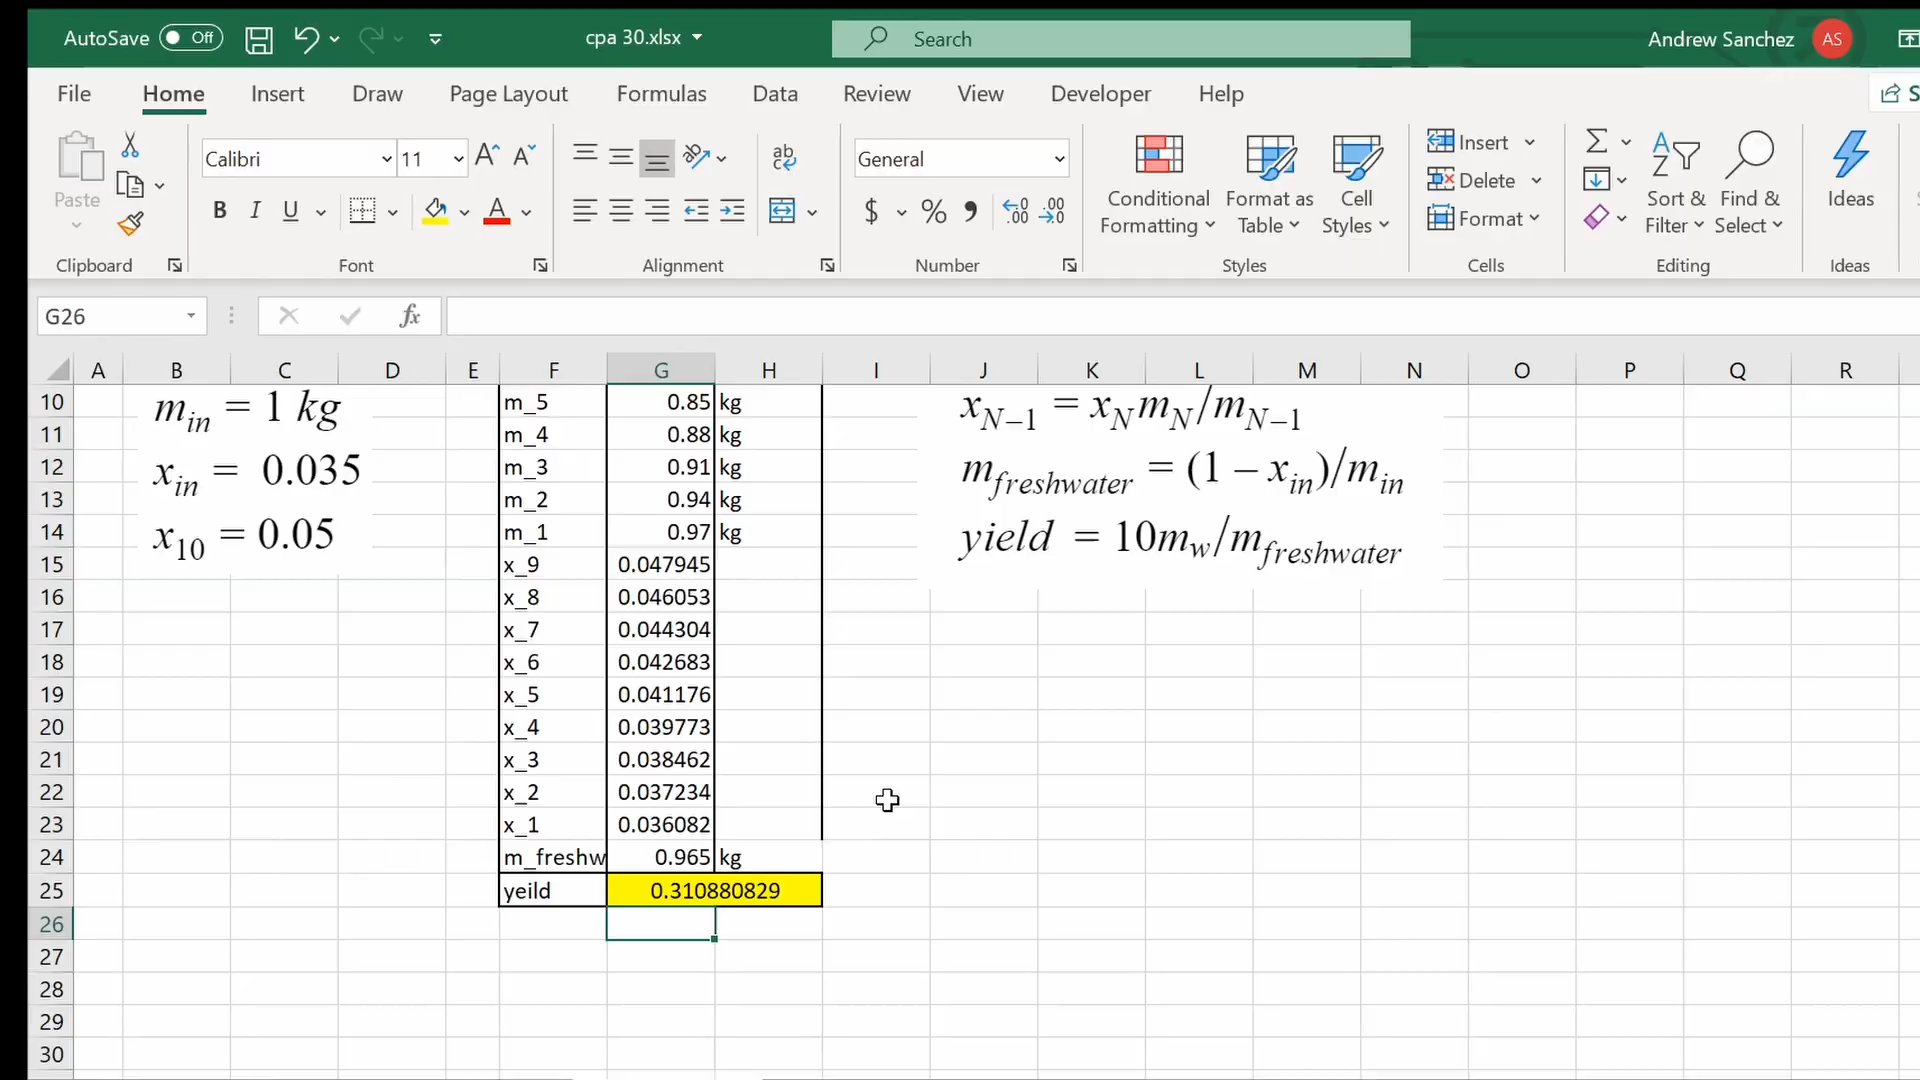 AutoSave Off cpa 30.xlsx Search Andrew Sanchez AS
File Home Insert Draw Page Layout Formulas Data Review View Developer Help S
Paste
Clipboard
Calibri 11
B I U A
Font
ab
Alignment
General
$ % ,
Number
Conditional Formatting
Format as Table
Cell Styles
Styles
Insert
Delete
Format
Cells
Sort & Filter
Find & Select
Editing
Ideas
Ideas
G26 fx
A B C D E F G H I J K L M N O P Q R
10 m_5 0.85 kg
11 m_4 0.88 kg
12 m_3 0.91 kg
13 m_2 0.94 kg
14 m_1 0.97 kg
15 x_9 0.047945
16 x_8 0.046053
17 x_7 0.044304
18 x_6 0.042683
19 x_5 0.041176
20 x_4 0.039773
21 x_3 0.038462
22 x_2 0.037234
23 x_1 0.036082
24 m_freshw 0.965 kg
25 yeild 0.310880829
26
27
28
29
30
m_in = 1 kg
x_in = 0.035
x_10 = 0.05
x_N−1 = x_N m_N/m_N−1
m_freshwater = (1 − x_in)/m_in
yield = 10m_w/m_freshwater